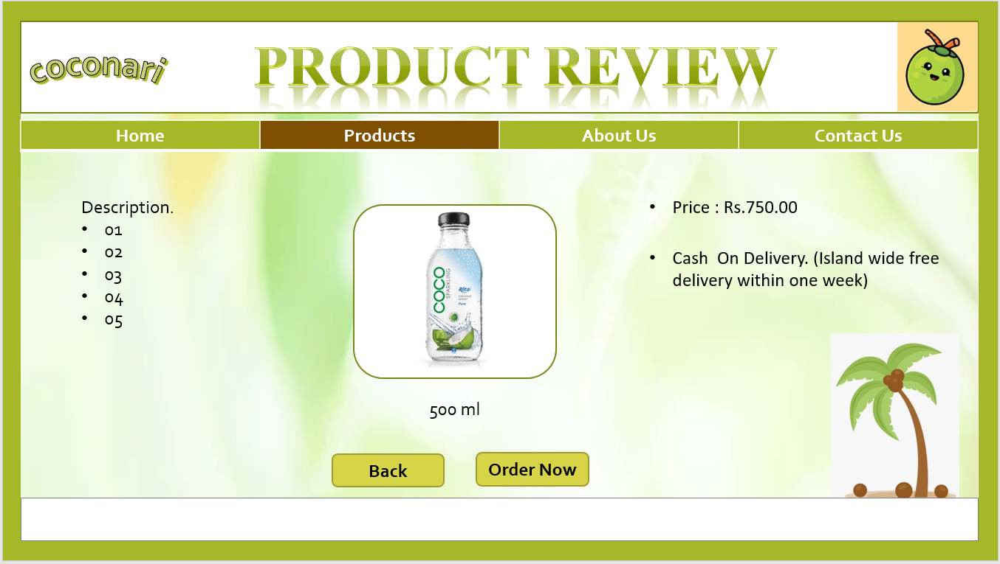 coconari
PRODUCT REVIEW
Home
Products
About Us
Contact Us
Description.
• 01
• 02
• 03
• 04
• 05
COCO
SPARKLING
Rita
Coconut
water
Pure
500 ml
• Price : Rs.750.00
• Cash On Delivery. (Island wide free
delivery within one week)
Back
Order Now